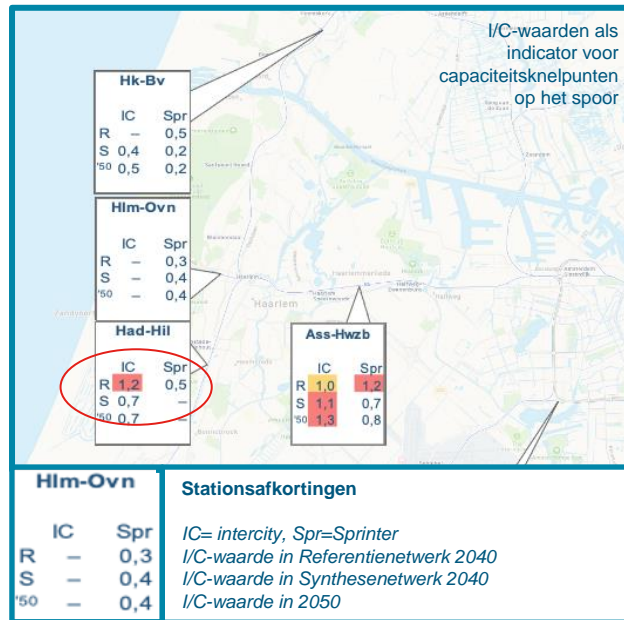 I/C-waarden als
indicator voor
capaciteitsknelpunten
op het spoor
Hk-Bv
IC Spr
R – 0,5
S 0,4 0,2
'50 0,5 0,2
Hlm-Ovn
IC Spr
R – 0,3
S – 0,4
'50 – 0,4
Had-Hil
IC Spr
R 1,2 0,5
S 0,7 –
'50 0,7 –
Ass-Hwzb
IC Spr
R 1,0 1,2
S 1,1 0,7
'50 1,3 0,8
Haarlem
Hlm-Ovn
IC Spr
R – 0,3
S – 0,4
'50 – 0,4
Stationsafkortingen
IC= intercity, Spr=Sprinter
I/C-waarde in Referentienetwerk 2040
I/C-waarde in Synthesenetwerk 2040
I/C-waarde in 2050